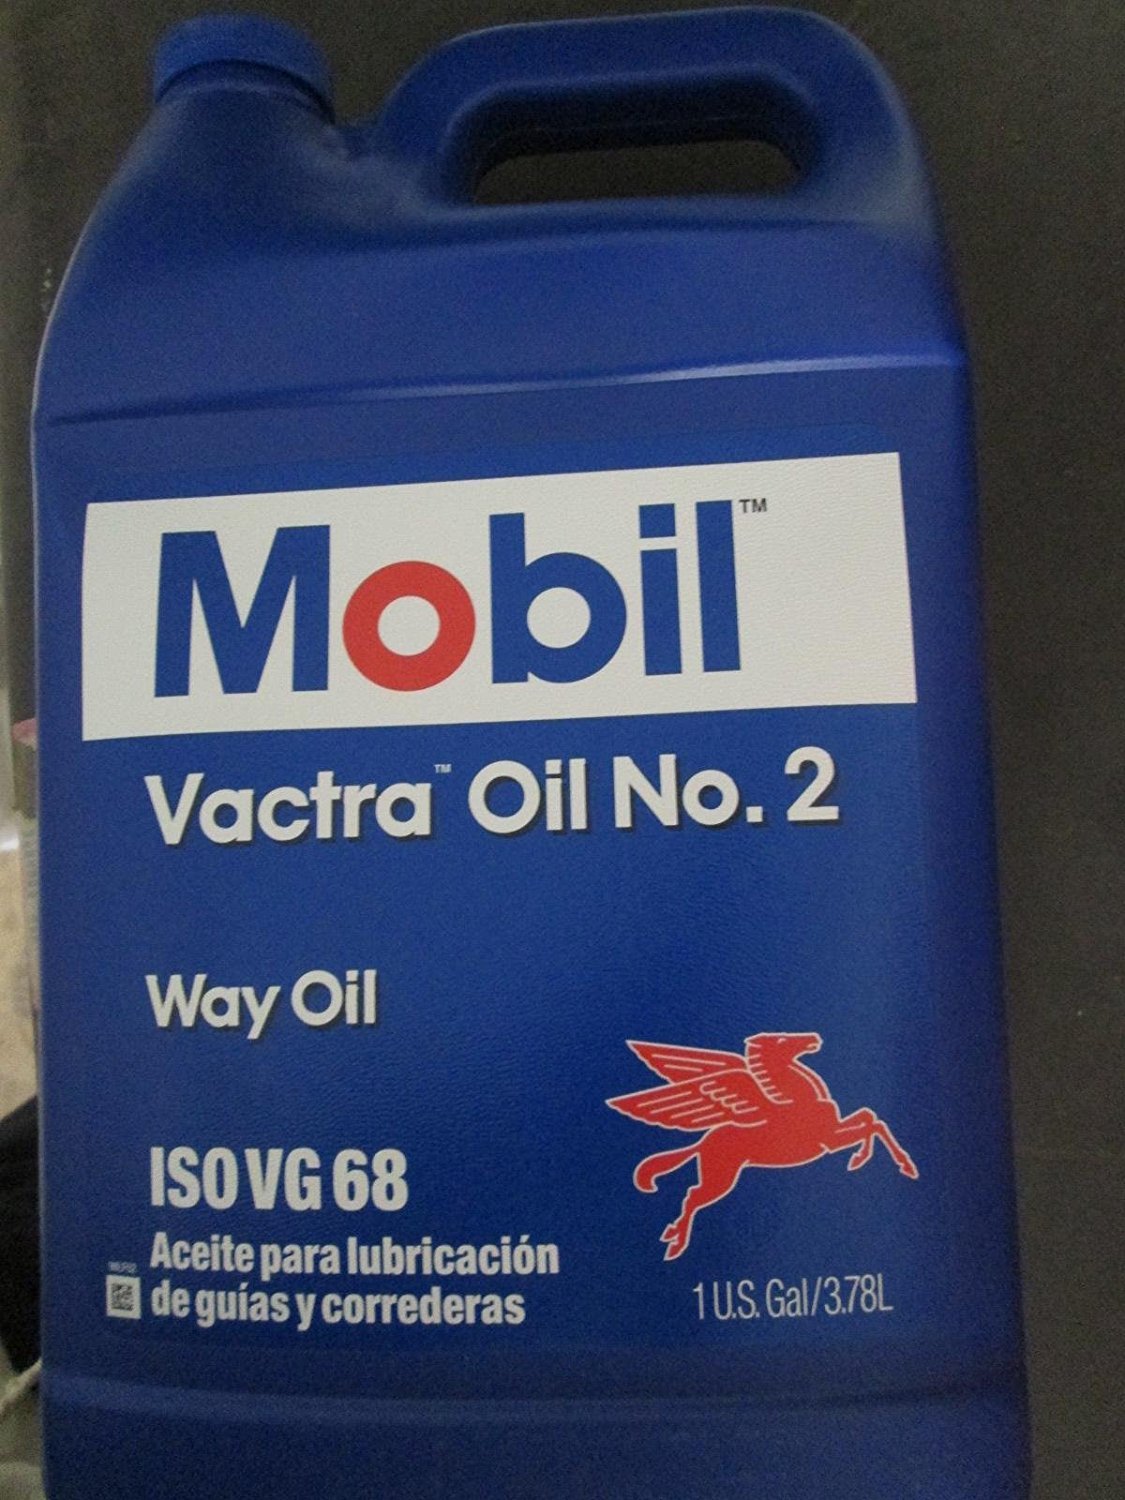 Mobil™
Vactra™ Oil No. 2
Way Oil
ISO VG 68
Aceite para lubricación
de guías y correderas
1 U.S. Gal/3.78L